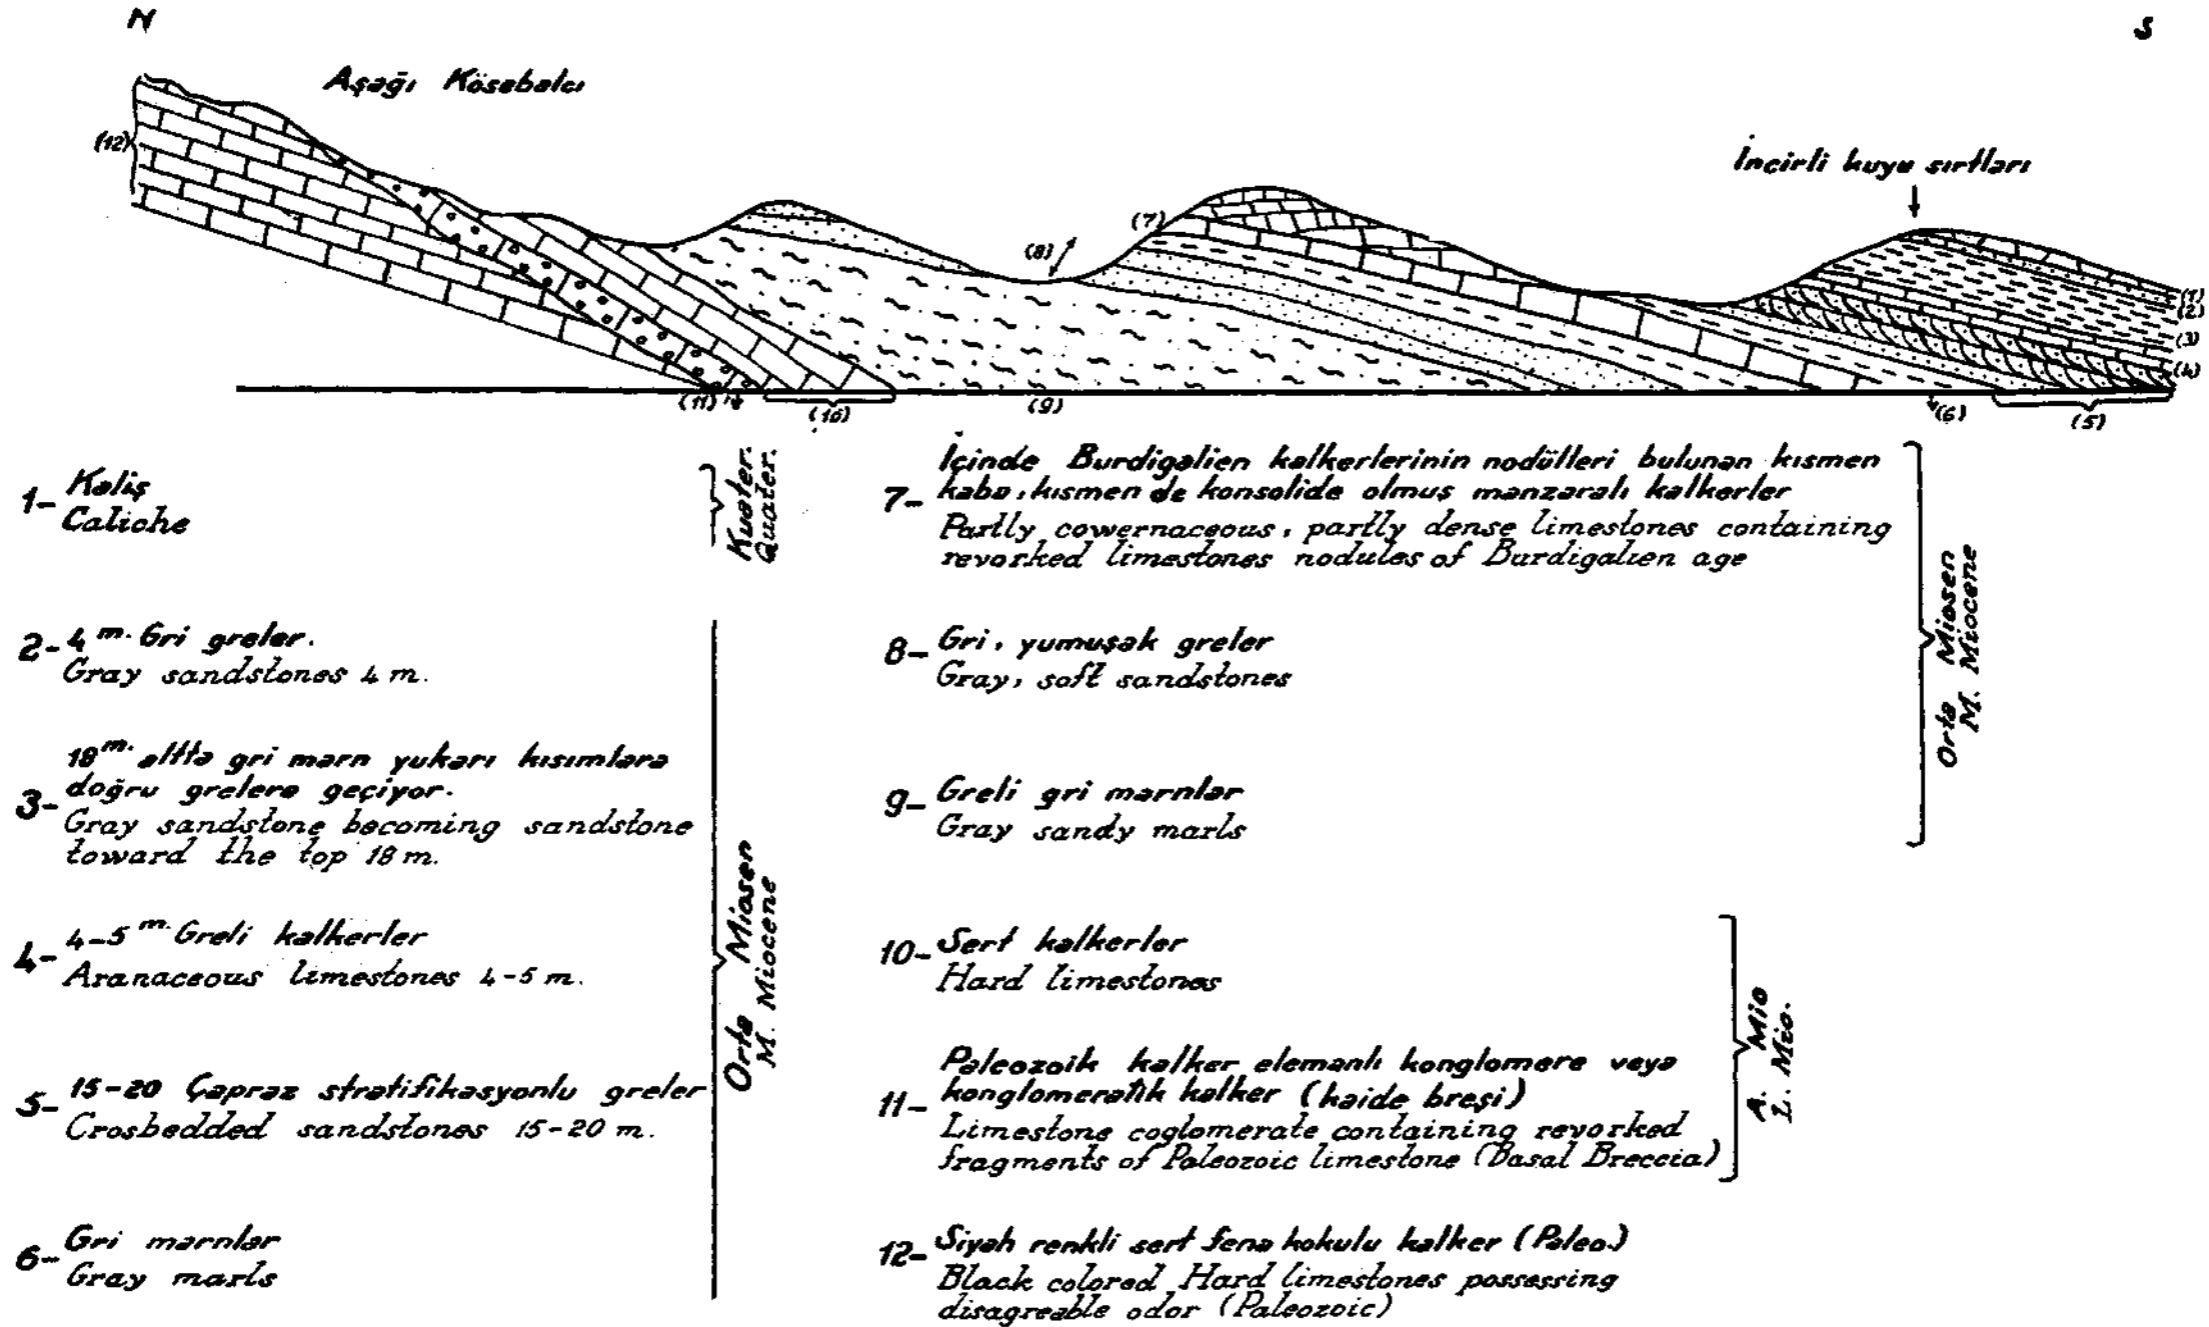 N
S
Aşağı Kösebalcı
İncirli kuyu sırtları
(12)
(7)
(8)
(1)
(2)
(3)
(4)
(11)
(10)
(9)
(6)
(5)
1- Kaliş
Caliche
Kuater.
Quater.
2- 4 m. Gri greler.
Gray sandstones 4 m.
3- 18 m. altta gri marn yukarı kısımlara
doğru grelere geçiyor.
Gray sandstone becoming sandstone
toward the top 18 m.
4- 4-5 m. Greli kalkerler
Aranaceous limestones 4-5 m.
5- 15-20 Çapraz stratifikasyonlu greler
Crosbedded sandstones 15-20 m.
6- Gri marnlar
Gray marls
Orta Miosen
M. Miocene
7- İçinde Burdigalien kalkerlerinin nodülleri bulunan kısmen
kaba, kısmen de konsolide olmuş manzaralı kalkerler
Partly cowernaceous, partly dense limestones containing
revorked limestones nodules of Burdigalien age
8- Gri, yumuşak greler
Gray, soft sandstones
9- Greli gri marnlar
Gray sandy marls
Orta Miosen
M. Miocene
10- Sert kalkerler
Hard limestones
11- Paleozoik kalker elemanlı konglomere veya
konglomeratik kalker (kaide breşi)
Limestone coglomerate containing revorked
fragments of Paleozoic limestone (Basal Breccia)
A. Mio
L. Mio.
12- Siyah renkli sert fena kokulu kalker (Paleo.)
Black colored Hard limestones possessing
disagreable odor (Paleozoic)